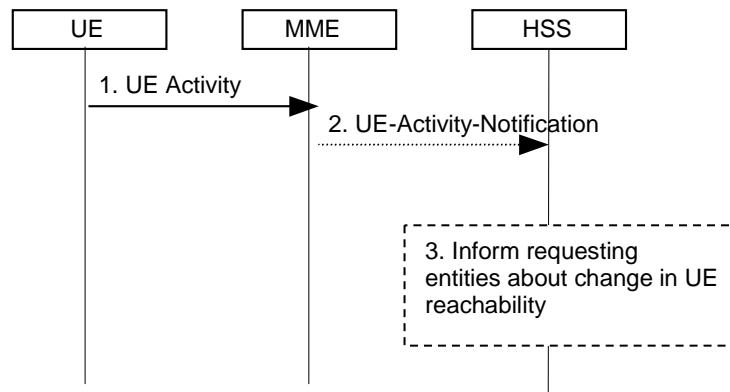 UE
MME
HSS
1. UE Activity
2. UE-Activity-Notification
3. Inform requesting
entities about change in UE
reachability